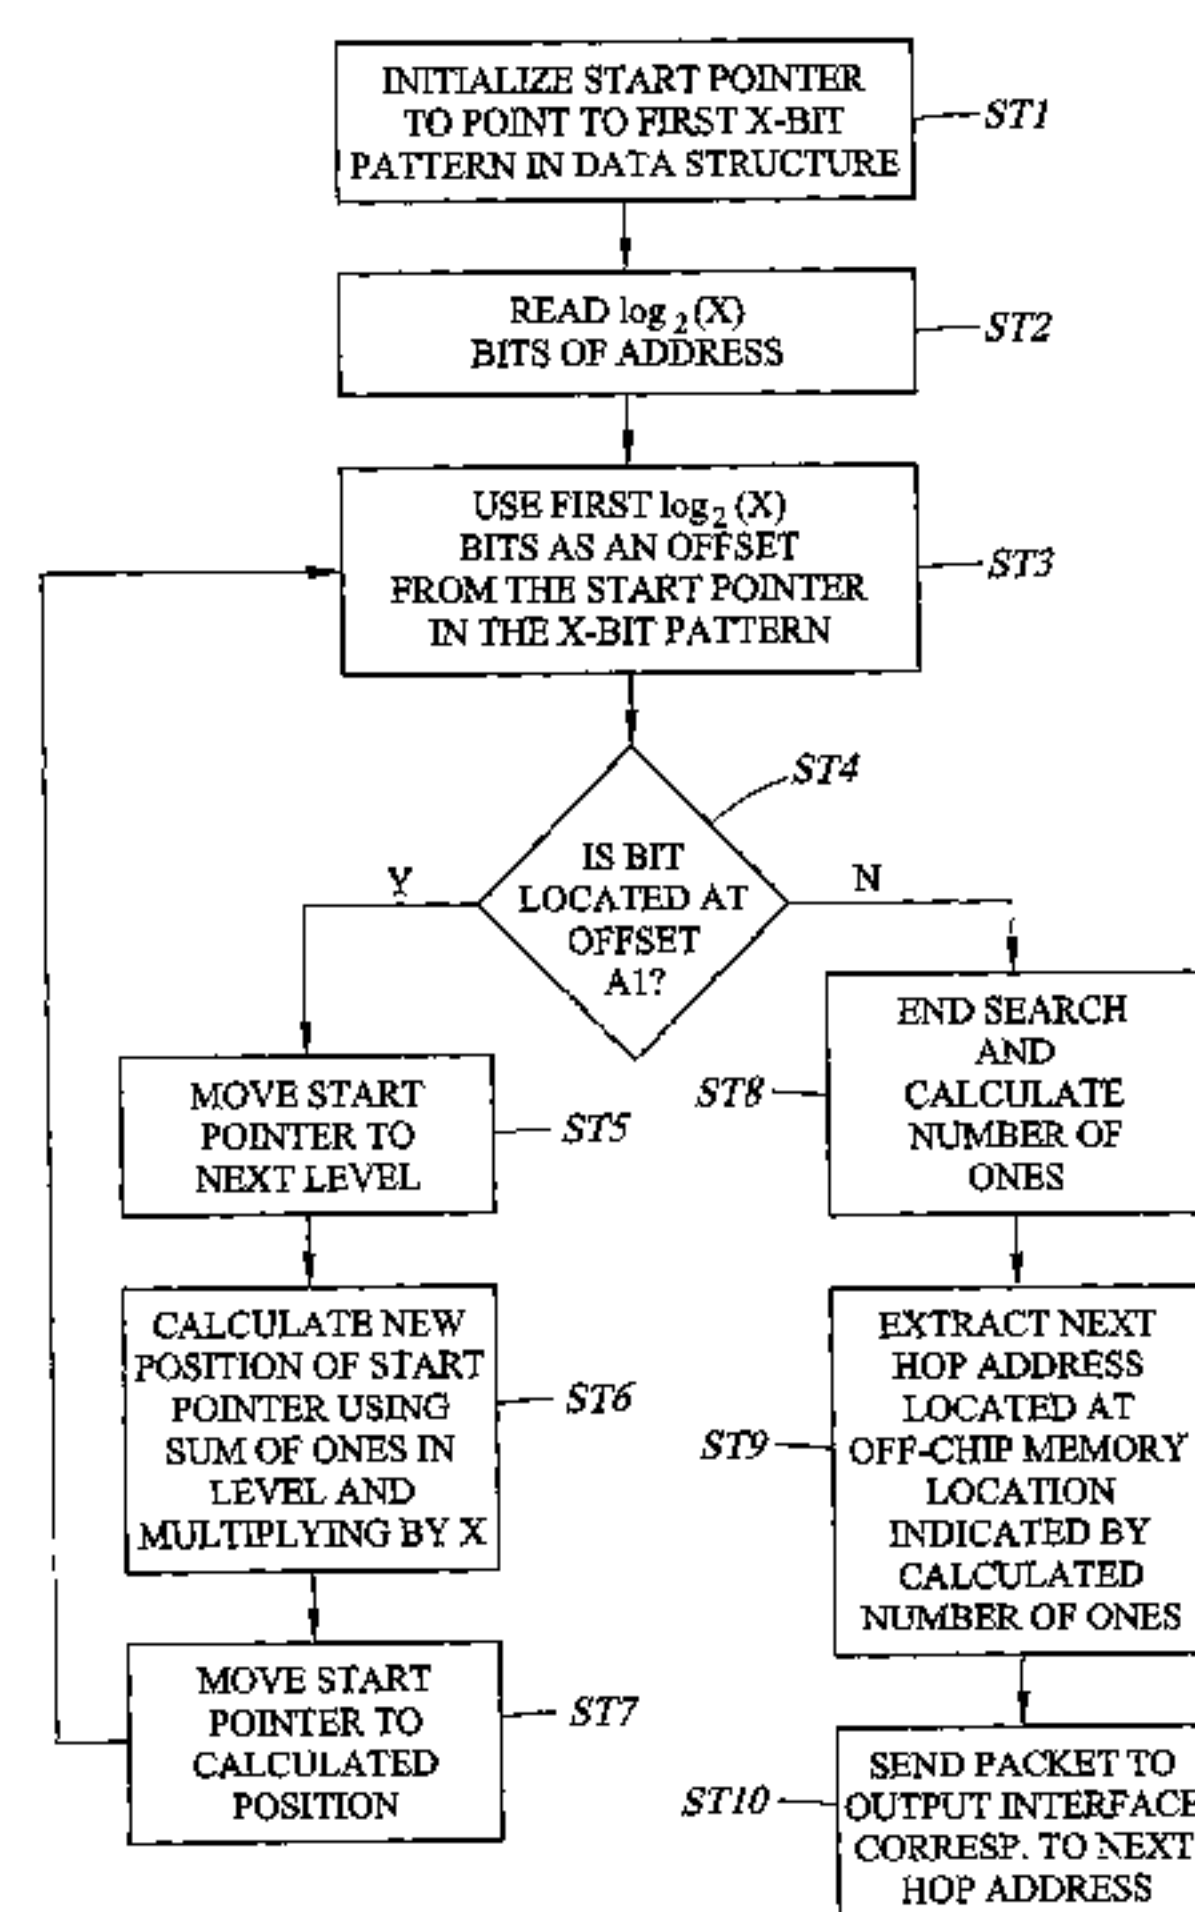 INITIALIZE START POINTER
TO POINT TO FIRST X-BIT
PATTERN IN DATA STRUCTURE
ST1
READ log 2 (X)
BITS OF ADDRESS
ST2
USE FIRST log 2 (X)
BITS AS AN OFFSET
FROM THE START POINTER
IN THE X-BIT PATTERN
ST3
ST4
IS BIT
LOCATED AT
OFFSET
A1?
Y
N
MOVE START
POINTER TO
NEXT LEVEL
ST5
CALCULATE NEW
POSITION OF START
POINTER USING
SUM OF ONES IN
LEVEL AND
MULTIPLYING BY X
ST6
MOVE START
POINTER TO
CALCULATED
POSITION
ST7
END SEARCH
AND
CALCULATE
NUMBER OF
ONES
ST8
EXTRACT NEXT
HOP ADDRESS
LOCATED AT
OFF-CHIP MEMORY
LOCATION
INDICATED BY
CALCULATED
NUMBER OF ONES
ST9
SEND PACKET TO
OUTPUT INTERFACE
CORRESP. TO NEXT
HOP ADDRESS
ST10